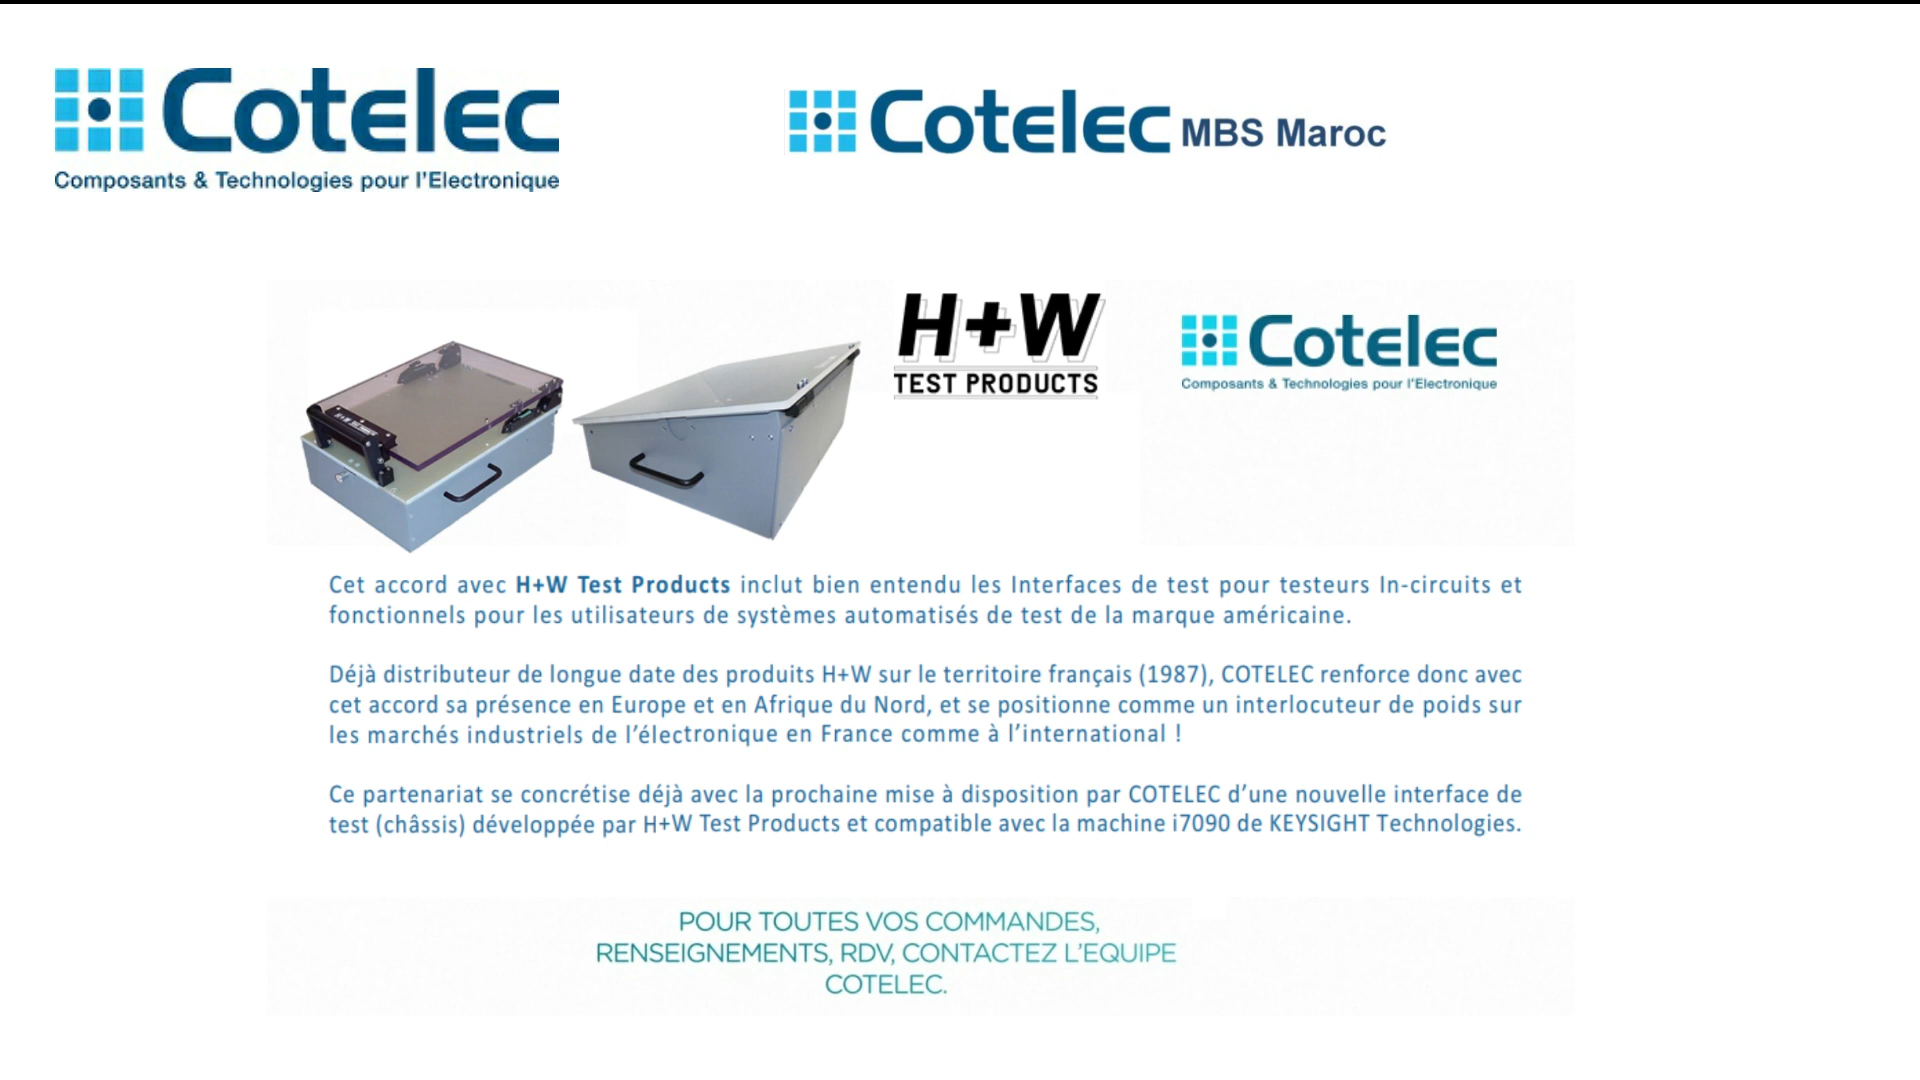 Cotelec
Composants & Technologies pour l'Electronique
Cotelec MBS Maroc
H+W
TEST PRODUCTS
Cotelec
Composants & Technologies pour l'Electronique
H+W
Cet accord avec H+W Test Products inclut bien entendu les Interfaces de test pour testeurs In-circuits et
fonctionnels pour les utilisateurs de systèmes automatisés de test de la marque américaine.
Déjà distributeur de longue date des produits H+W sur le territoire français (1987), COTELEC renforce donc avec
cet accord sa présence en Europe et en Afrique du Nord, et se positionne comme un interlocuteur de poids sur
les marchés industriels de l’électronique en France comme à l’international !
Ce partenariat se concrétise déjà avec la prochaine mise à disposition par COTELEC d’une nouvelle interface de
test (châssis) développée par H+W Test Products et compatible avec la machine i7090 de KEYSIGHT Technologies.
POUR TOUTES VOS COMMANDES,
RENSEIGNEMENTS, RDV, CONTACTEZ L’EQUIPE
COTELEC.